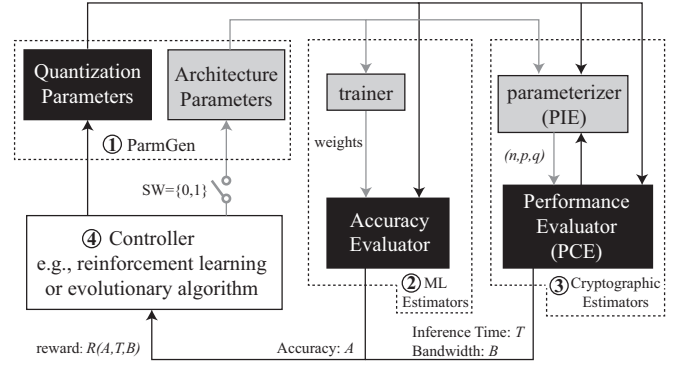 Quantization
Parameters
Architecture
Parameters
① ParmGen
SW={0,1}
④ Controller
e.g., reinforcement learning
or evolutionary algorithm
reward: R(A,T,B)
trainer
weights
Accuracy
Evaluator
② ML
Estimators
Accuracy: A
parameterizer
(PIE)
(n,p,q)
Performance
Evaluator
(PCE)
③ Cryptographic
Estimators
Inference Time: T
Bandwidth: B